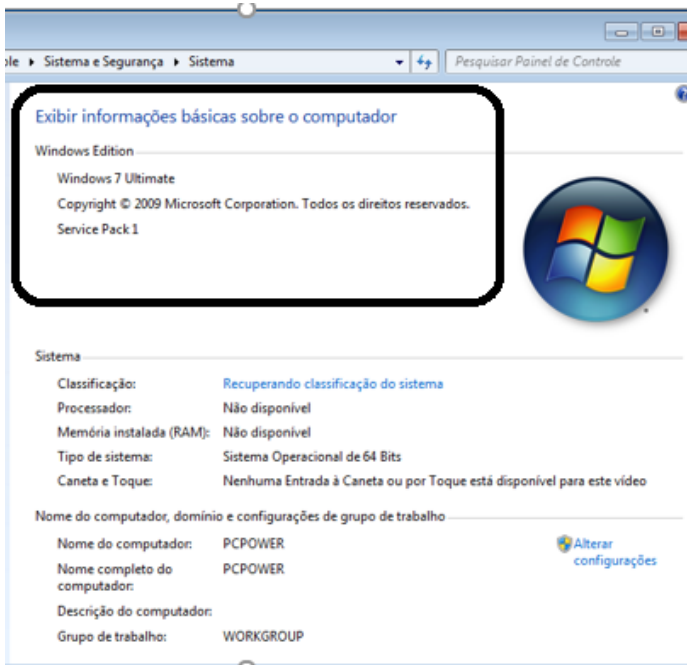 Sistema e Segurança Sistema Pesquisar Painel de Controle
Exibir informações básicas sobre o computador
Windows Edition
Windows 7 Ultimate
Copyright © 2009 Microsoft Corporation. Todos os direitos reservados.
Service Pack 1
Sistema
Classificação: Recuperando classificação do sistema
Processador: Não disponível
Memória instalada (RAM): Não disponível
Tipo de sistema: Sistema Operacional de 64 Bits
Caneta e Toque: Nenhuma Entrada à Caneta ou por Toque está disponível para este vídeo
Nome do computador, domínio e configurações de grupo de trabalho
Nome do computador: PCPOWER Alterar
configurações
Nome completo do PCPOWER
computador:
Descrição do computador:
Grupo de trabalho: WORKGROUP